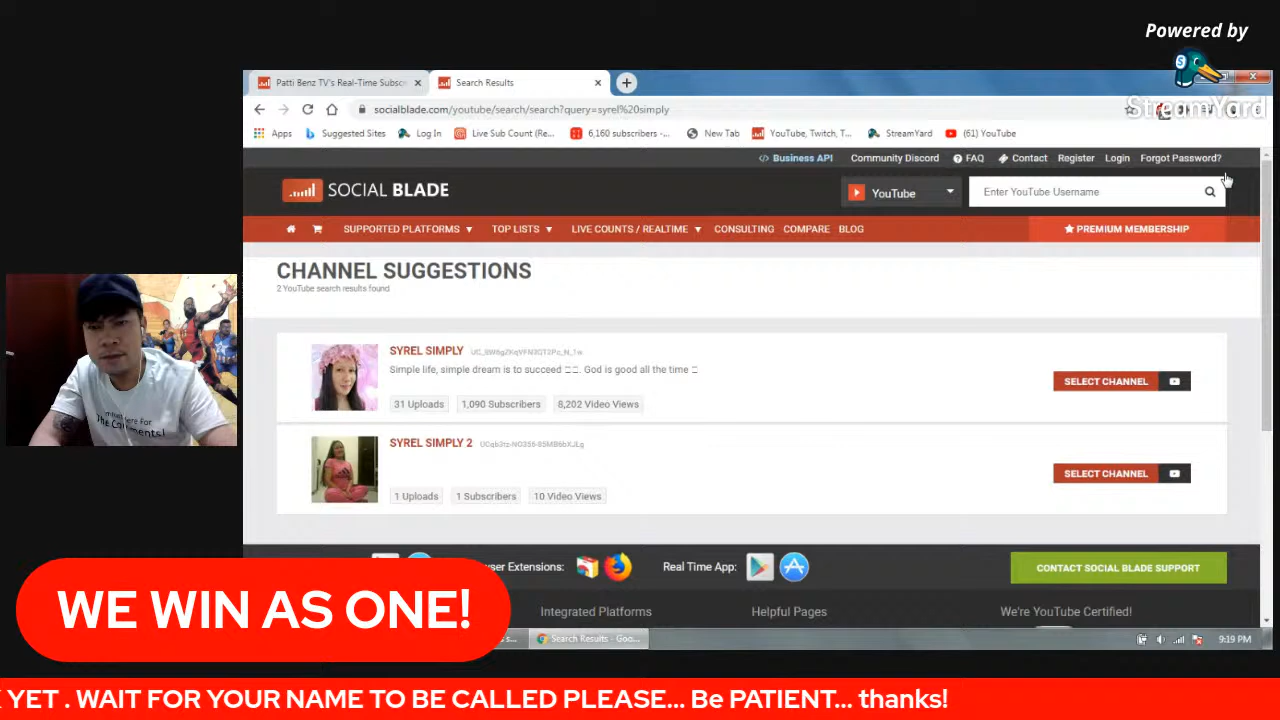 Powered by
StreamYard
Patti Benz TV's Real-Time Subsc
Search Results
socialblade.com/youtube/search/search?query=syrel%20simply
Apps
Suggested Sites
Log In
Live Sub Count (Re...
6,160 subscribers -...
New Tab
YouTube, Twitch, T...
StreamYard
(61) YouTube
Business API
Community Discord
FAQ
Contact
Register
Login
Forgot Password?
SOCIAL BLADE
YouTube
Enter YouTube Username
SUPPORTED PLATFORMS
TOP LISTS
LIVE COUNTS / REALTIME
CONSULTING
COMPARE
BLOG
PREMIUM MEMBERSHIP
CHANNEL SUGGESTIONS
2 YouTube search results found
SYREL SIMPLY
Simple life, simple dream is to succeed □□. God is good all the time □
31 Uploads
1,090 Subscribers
8,202 Video Views
SELECT CHANNEL
SYREL SIMPLY 2
1 Uploads
1 Subscribers
10 Video Views
SELECT CHANNEL
The Comments!
Extensions:
Real Time App:
CONTACT SOCIAL BLADE SUPPORT
Integrated Platforms
Helpful Pages
We're YouTube Certified!
WE WIN AS ONE!
Search Results - Goo...
9:19 PM
YET . WAIT FOR YOUR NAME TO BE CALLED PLEASE... Be PATIENT... thanks!